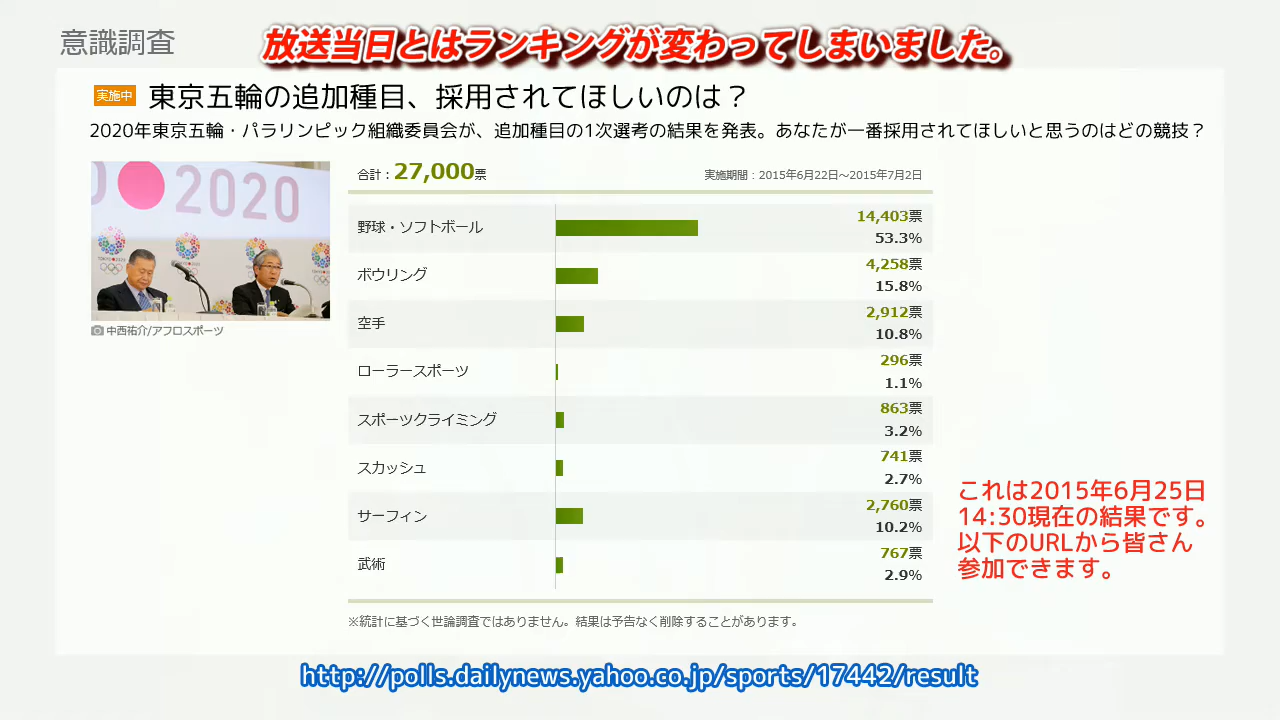 意識調査
放送当日とはランキングが変わってしまいました。
実施中 東京五輪の追加種目、採用されてほしいのは？
2020年東京五輪・パラリンピック組織委員会が、追加種目の1次選考の結果を発表。あなたが一番採用されてほしいと思うのはどの競技？
2020
中西祐介/アフロスポーツ
合計：27,000票 実施期間：2015年6月22日～2015年7月2日
野球・ソフトボール 14,403票
53.3%
ボウリング 4,258票
15.8%
空手 2,912票
10.8%
ローラースポーツ 296票
1.1%
スポーツクライミング 863票
3.2%
スカッシュ 741票
2.7%
サーフィン 2,760票
10.2%
武術 767票
2.9%
※統計に基づく世論調査ではありません。結果は予告なく削除することがあります。
これは2015年6月25日
14:30現在の結果です。
以下のURLから皆さん
参加できます。
http://polls.dailynews.yahoo.co.jp/sports/17442/result